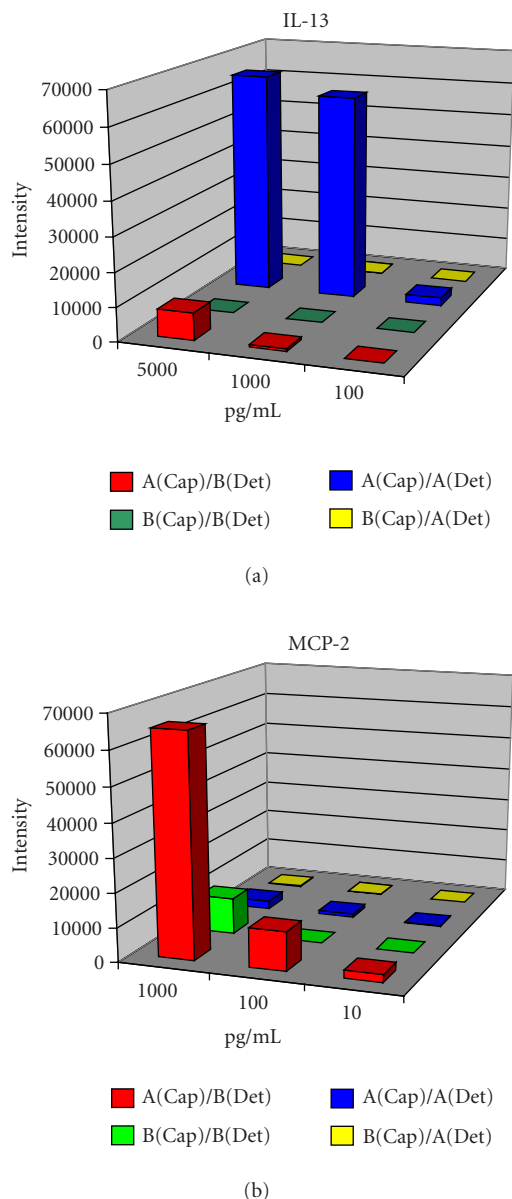 IL-13
70000
60000
50000
40000
30000
20000
10000
0
Intensity
5000
1000
100
pg/mL
A(Cap)/B(Det)
A(Cap)/A(Det)
B(Cap)/B(Det)
B(Cap)/A(Det)
(a)
MCP-2
70000
60000
50000
40000
30000
20000
10000
0
Intensity
1000
100
10
pg/mL
A(Cap)/B(Det)
A(Cap)/A(Det)
B(Cap)/B(Det)
B(Cap)/A(Det)
(b)